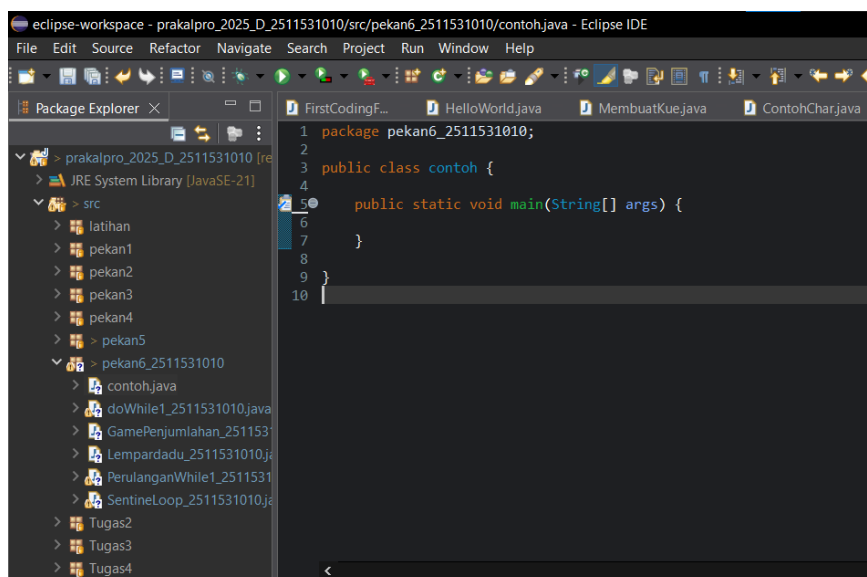 eclipse-workspace - prakalpro_2025_D_2511531010/src/pekan6_2511531010/contoh.java - Eclipse IDE
File Edit Source Refactor Navigate Search Project Run Window Help
Package Explorer
FirstCodingF... HelloWorld.java MembuatKue.java ContohChar.java
> prakalpro_2025_D_2511531010 [re
JRE System Library [JavaSE-21]
> src
latihan
pekan1
pekan2
pekan3
pekan4
> pekan5
> pekan6_2511531010
contoh.java
doWhile1_2511531010.java
GamePenjumlahan_251153
Lempardadu_2511531010.ja
PerulanganWhile1_2511531
SentineLoop_2511531010.ja
Tugas2
Tugas3
Tugas4
1 package pekan6_2511531010;
2
3 public class contoh {
4
5 public static void main(String[] args) {
6
7 }
8
9 }
10